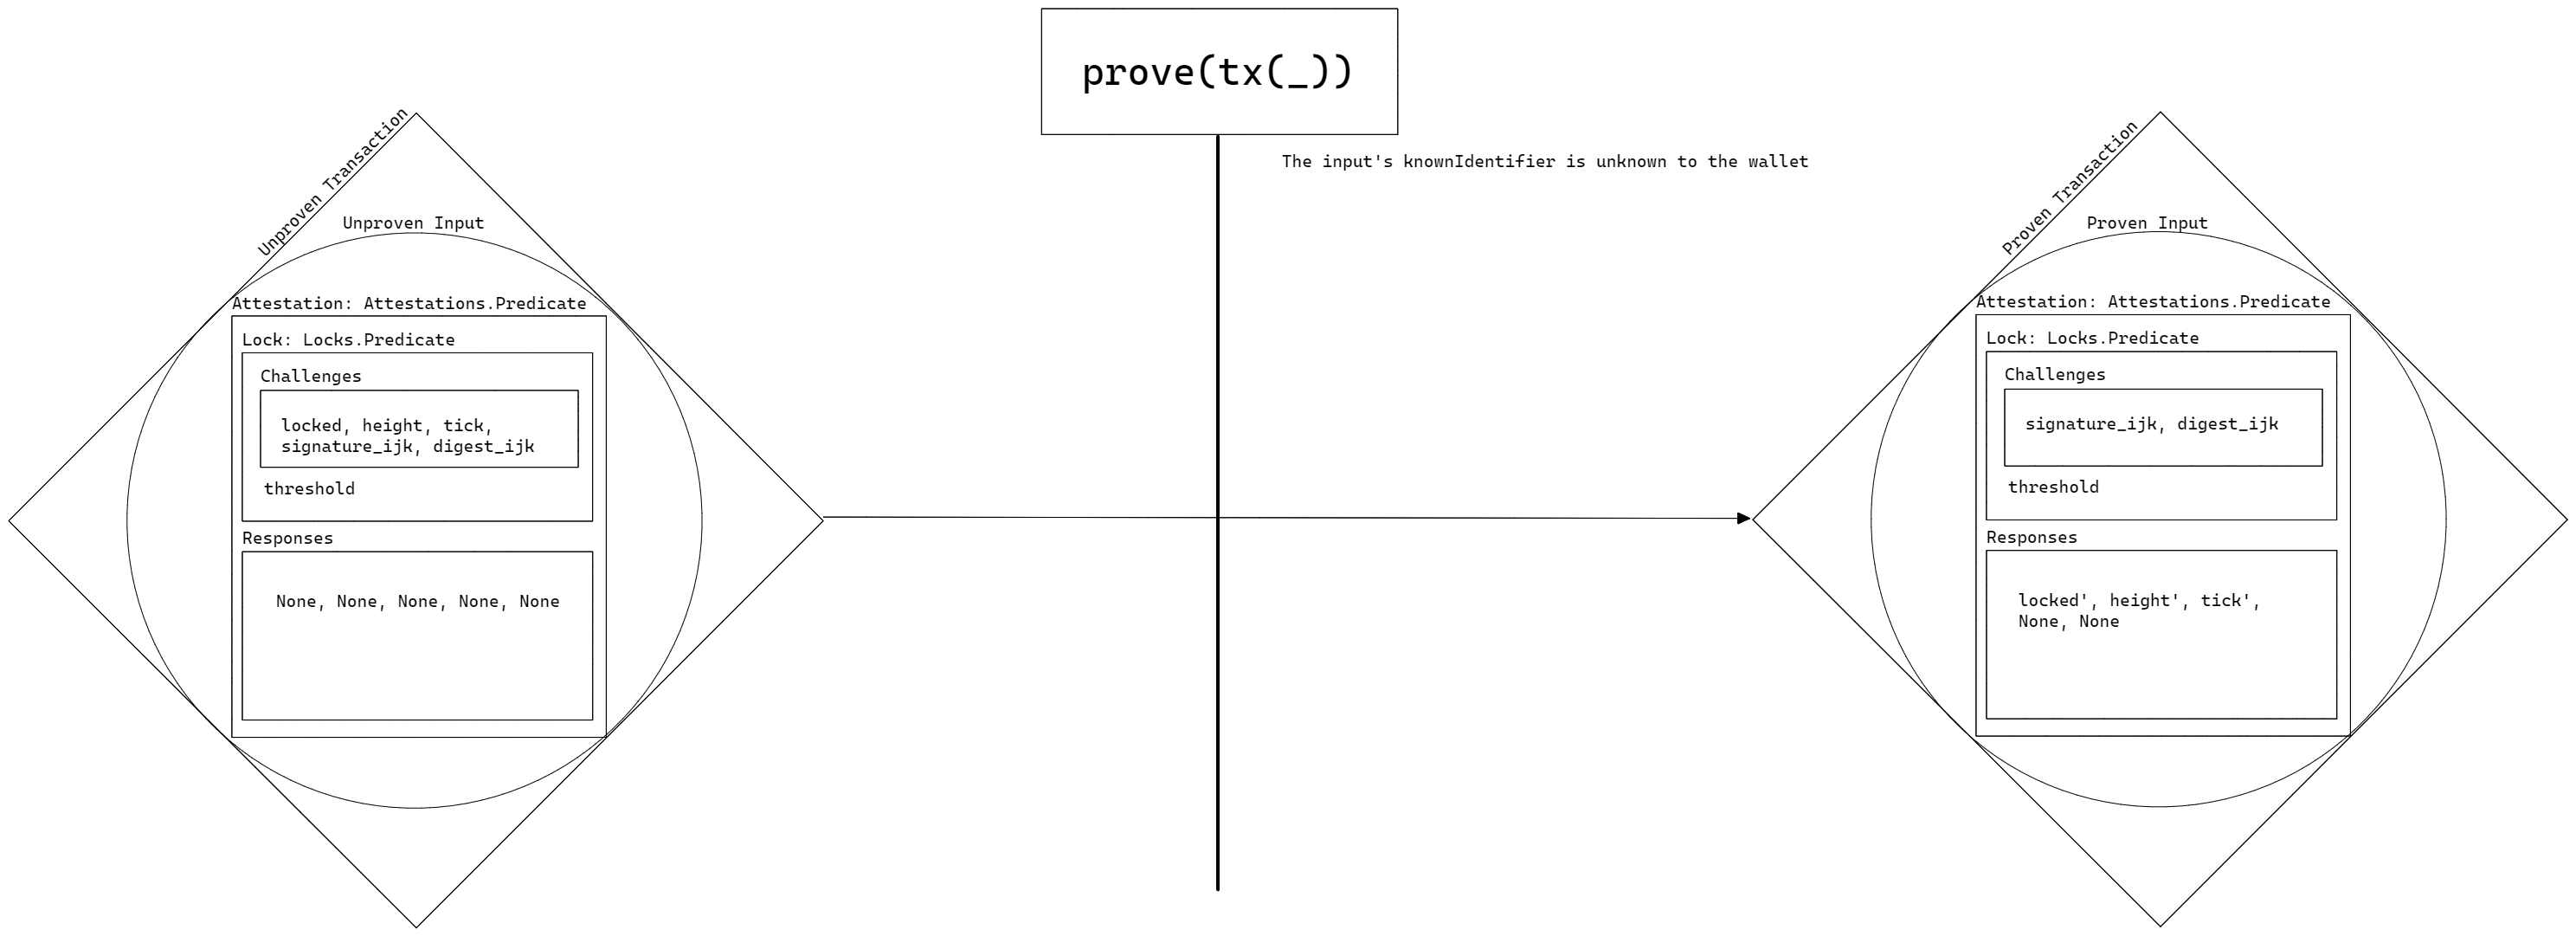 prove(tx(_))
The input's knownIdentifier is unknown to the wallet
Unproven Transaction
Unproven Input
Attestation: Attestations.Predicate
Lock: Locks.Predicate
Challenges
locked, height, tick,
signature_ijk, digest_ijk
threshold
Responses
None, None, None, None, None
Proven Transaction
Proven Input
Attestation: Attestations.Predicate
Lock: Locks.Predicate
Challenges
signature_ijk, digest_ijk
threshold
Responses
locked', height', tick',
None, None